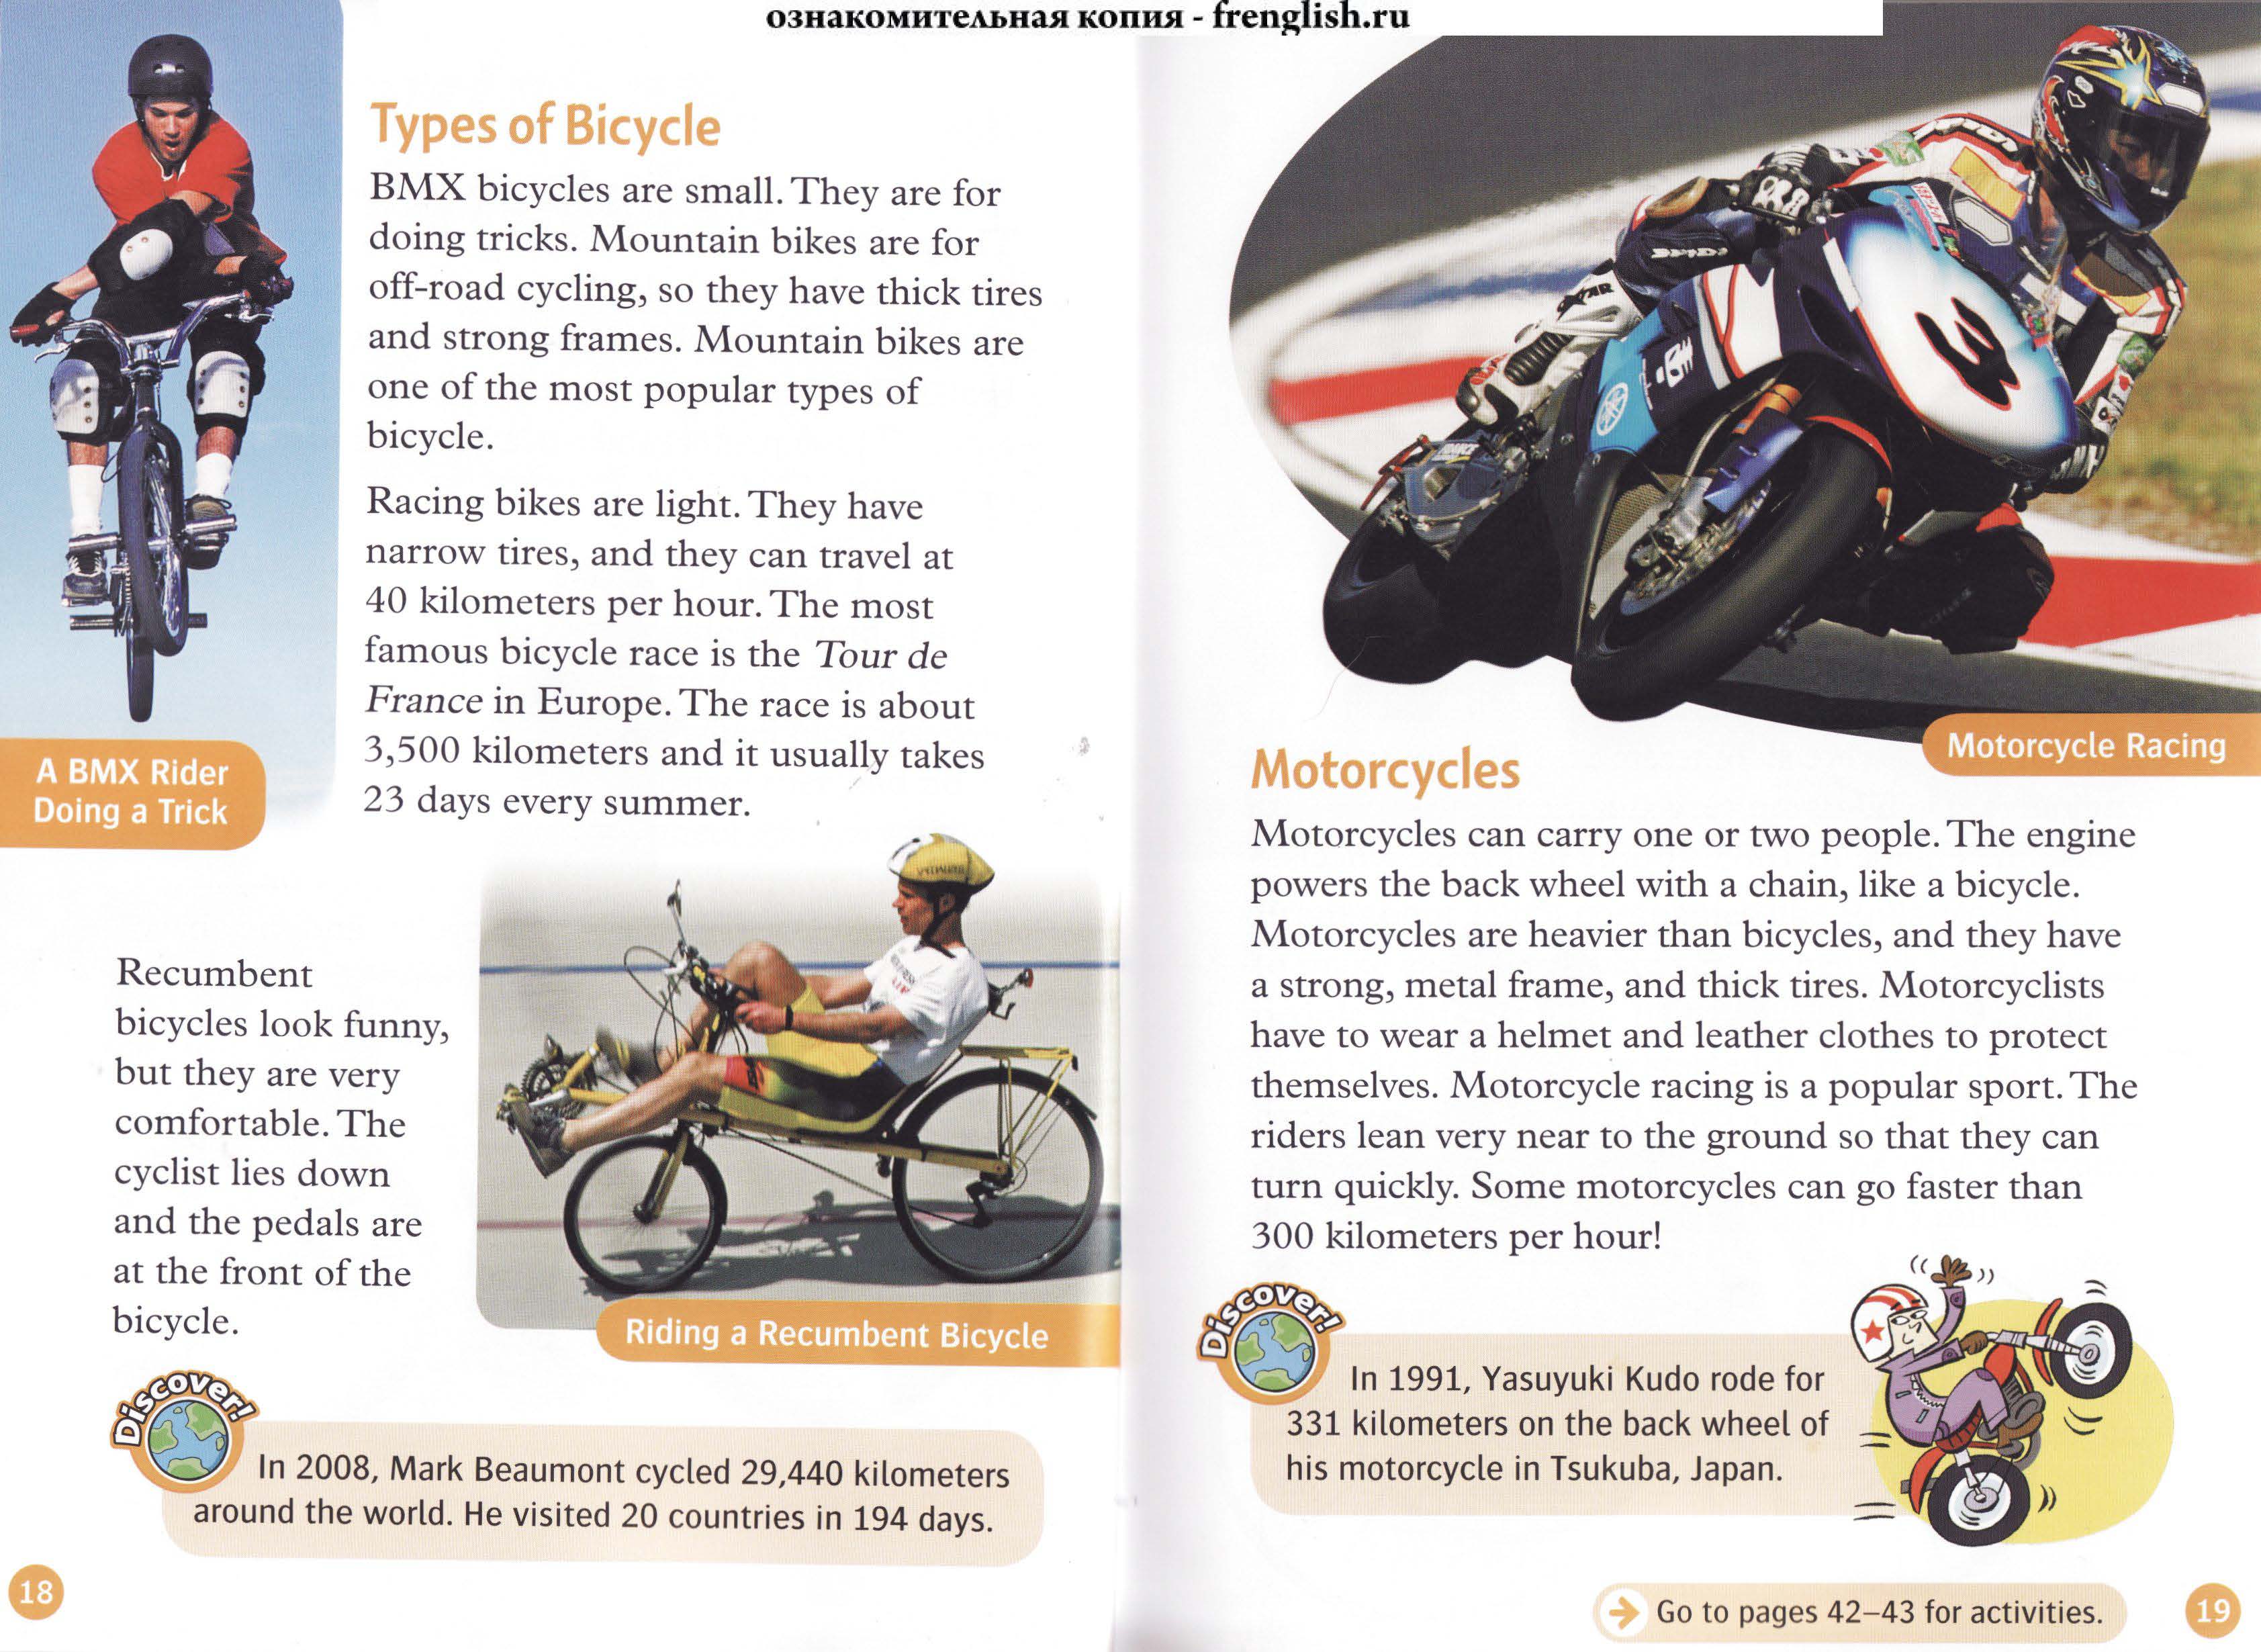 ознакомительная копия - frenglish.ru
Types of Bicycle
BMX bicycles are small. They are for
doing tricks. Mountain bikes are for
off-road cycling, so they have thick tires
and strong frames. Mountain bikes are
one of the most popular types of
bicycle.
Racing bikes are light. They have
narrow tires, and they can travel at
40 kilometers per hour. The most
famous bicycle race is the Tour de
France in Europe. The race is about
3,500 kilometers and it usually takes
23 days every summer.
A BMX Rider
Doing a Trick
Recumbent
bicycles look funny,
but they are very
comfortable. The
cyclist lies down
and the pedals are
at the front of the
bicycle.
Riding a Recumbent Bicycle
Discover!
In 2008, Mark Beaumont cycled 29,440 kilometers
around the world. He visited 20 countries in 194 days.
18
3
Motorcycle Racing
Motorcycles
Motorcycles can carry one or two people. The engine
powers the back wheel with a chain, like a bicycle.
Motorcycles are heavier than bicycles, and they have
a strong, metal frame, and thick tires. Motorcyclists
have to wear a helmet and leather clothes to protect
themselves. Motorcycle racing is a popular sport. The
riders lean very near to the ground so that they can
turn quickly. Some motorcycles can go faster than
300 kilometers per hour!
Discover!
In 1991, Yasuyuki Kudo rode for
331 kilometers on the back wheel of
his motorcycle in Tsukuba, Japan.
Go to pages 42–43 for activities.
19